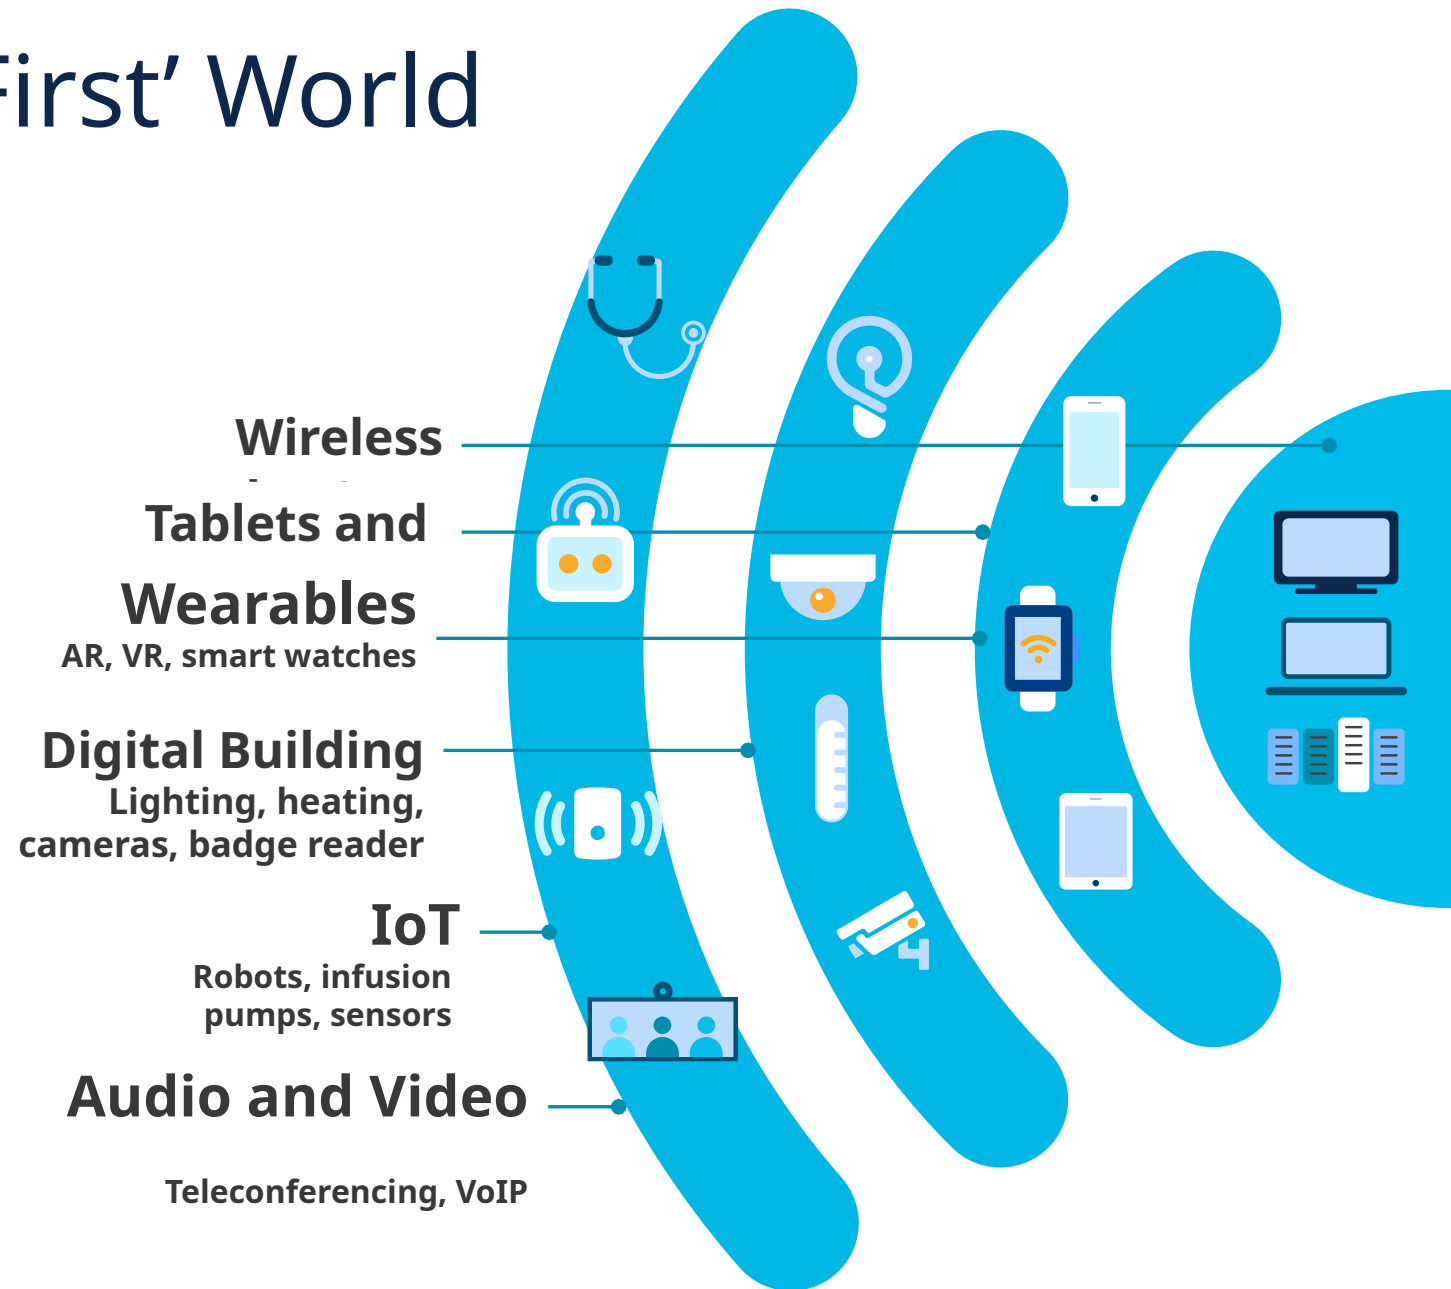 First’ World
Wireless
Tablets and
Wearables
AR, VR, smart watches
Digital Building
Lighting, heating,
cameras, badge reader
IoT
Robots, infusion
pumps, sensors
Audio and Video
Teleconferencing, VoIP